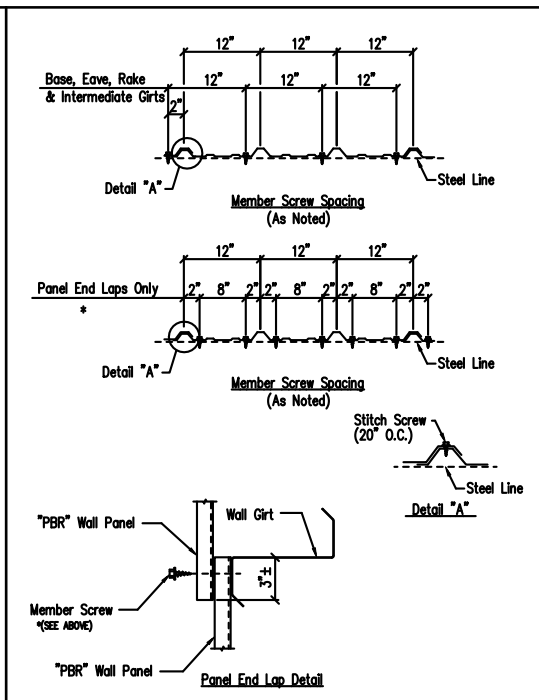 12" 12" 12"
Base, Eave, Rake
& Intermediate Girts
12" 12" 12"
2"
Detail "A"
Steel Line
Member Screw Spacing
(As Noted)
12" 12" 12"
Panel End Laps Only
*
2" 8" 2" 2" 8" 2" 2" 8" 2" 2"
Detail "A"
Steel Line
Member Screw Spacing
(As Noted)
Stitch Screw
(20" O.C.)
Steel Line
Detail "A"
"PBR" Wall Panel
Wall Girt
3"±
Member Screw
*(SEE ABOVE)
"PBR" Wall Panel
Panel End Lap Detail